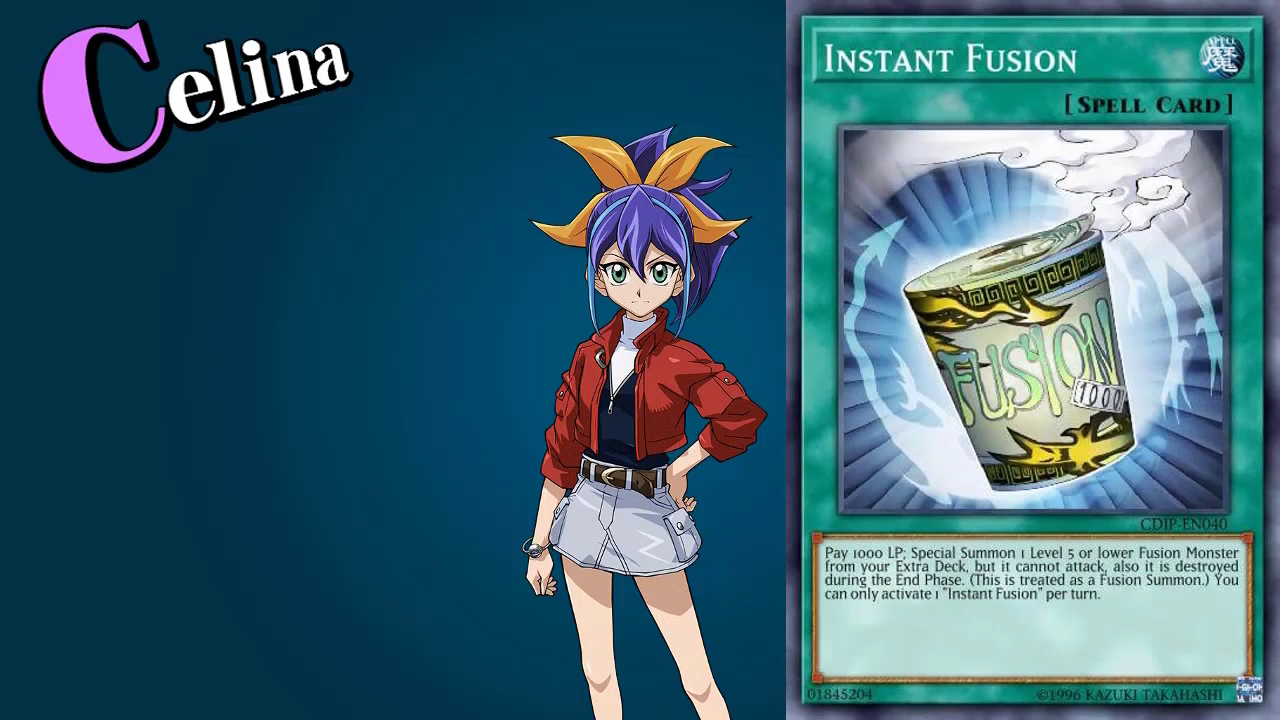 Celina
INSTANT FUSION
SPELL
魔
[ SPELL CARD ]
FUSION
1000
CDIP-EN040
Pay 1000 LP; Special Summon 1 Level 5 or lower Fusion Monster
from your Extra Deck, but it cannot attack, also it is destroyed
during the End Phase. (This is treated as a Fusion Summon.) You
can only activate 1 "Instant Fusion" per turn.
01845204
©1996 KAZUKI TAKAHASHI